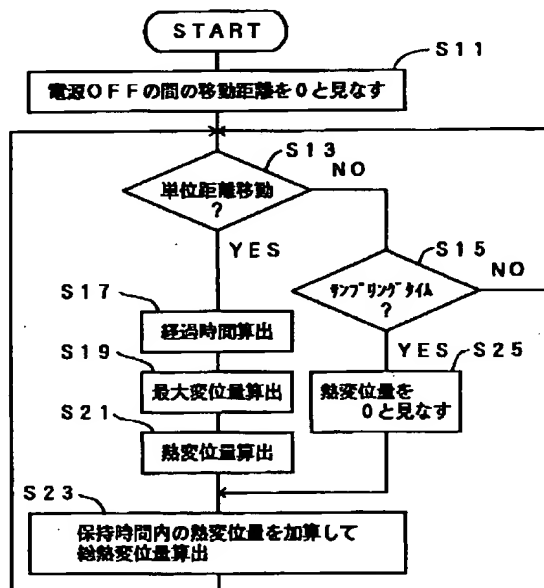 START
S11
電源OFFの間の移動距離を0と見なす
S13
単位距離移動
?
NO
YES
S15
サンプリングタイム
?
NO
YES
S17
経過時間算出
S19
最大変位量算出
S21
熱変位量算出
S25
熱変位量を
0と見なす
S23
保持時間内の熱変位量を加算して
総熱変位量算出